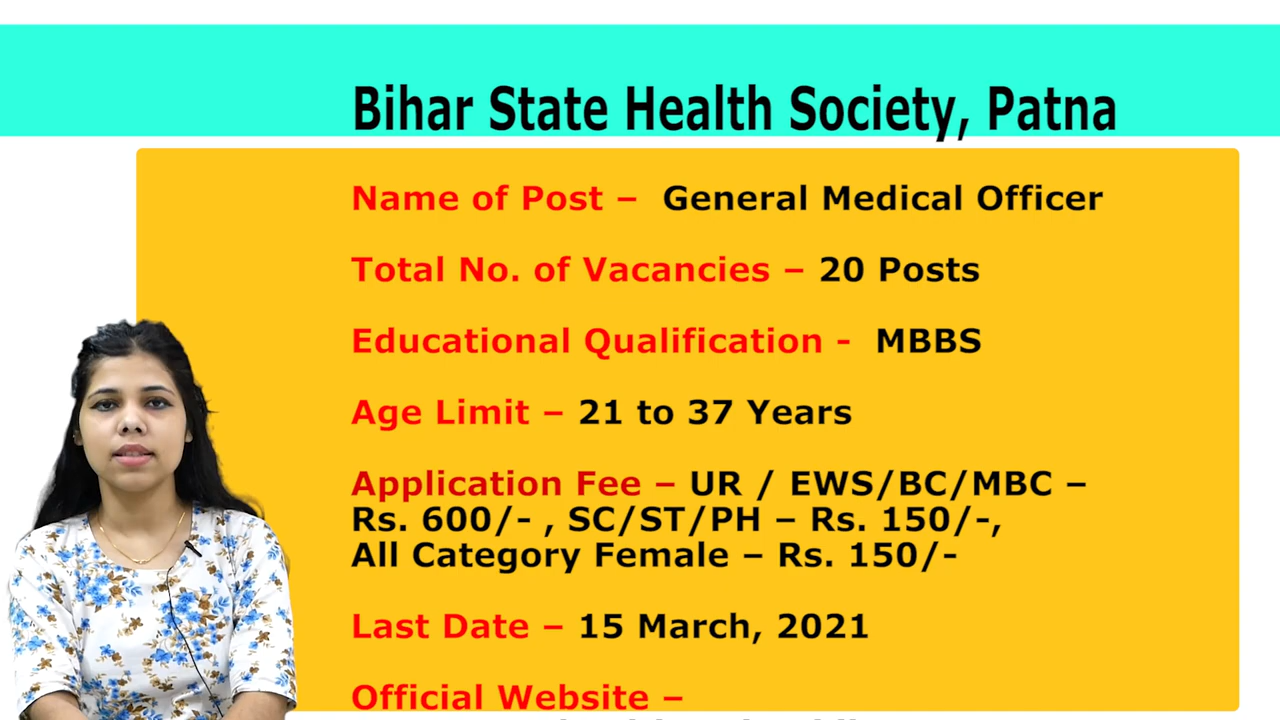 Bihar State Health Society, Patna
Name of Post – General Medical Officer
Total No. of Vacancies – 20 Posts
Educational Qualification - MBBS
Age Limit – 21 to 37 Years
Application Fee – UR / EWS/BC/MBC –
Rs. 600/- , SC/ST/PH – Rs. 150/-,
All Category Female – Rs. 150/-
Last Date – 15 March, 2021
Official Website –